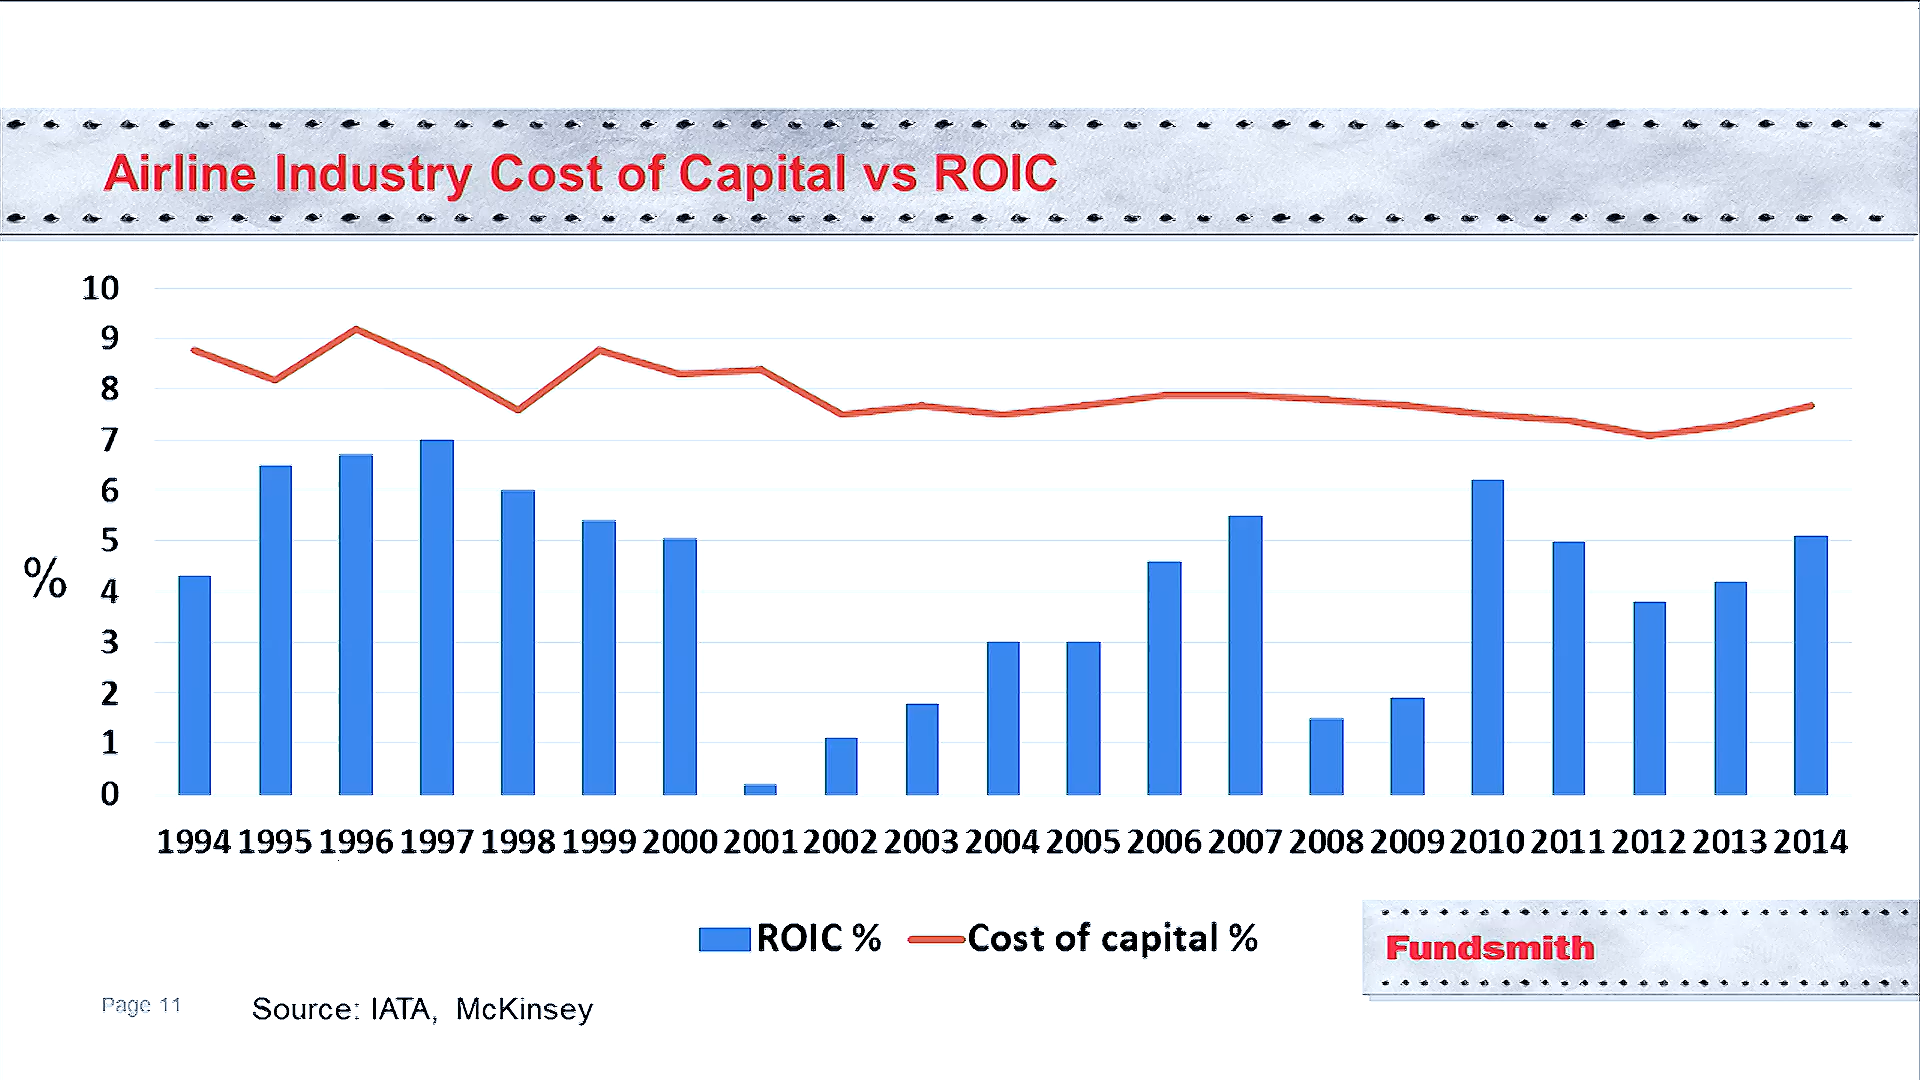 Airline Industry Cost of Capital vs ROIC
10
9
8
7
6
5
4
3
2
1
0
%
1994 1995 1996 1997 1998 1999 2000 2001 2002 2003 2004 2005 2006 2007 2008 2009 2010 2011 2012 2013 2014
ROIC % Cost of capital %
Fundsmith
Page 11 Source: IATA, McKinsey